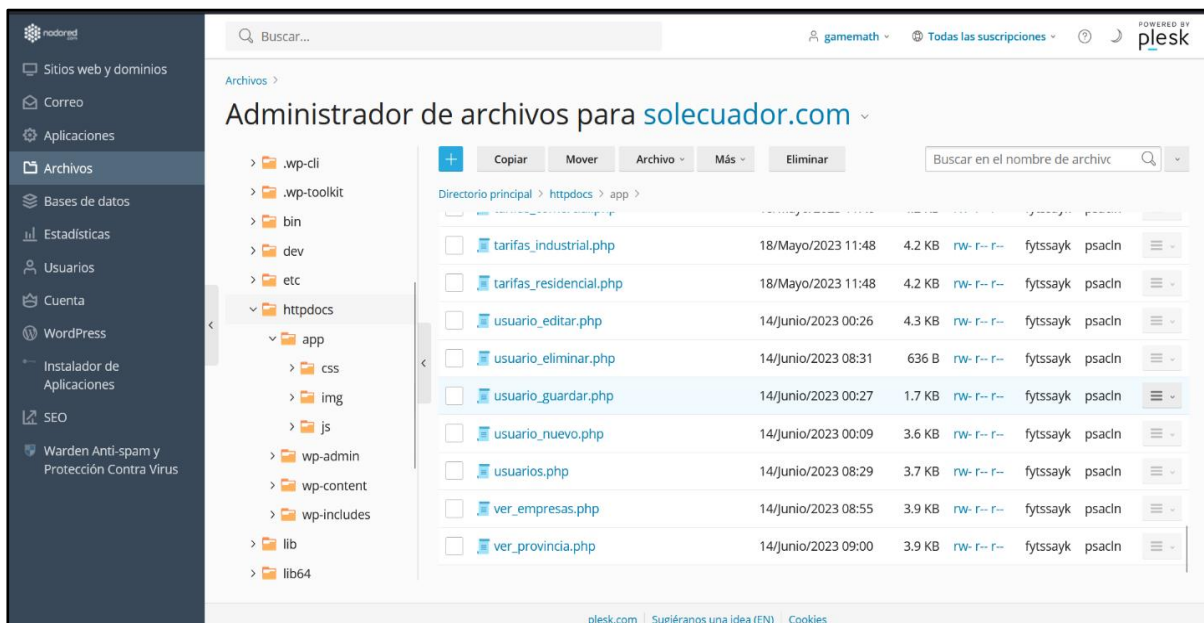 nodored
.com
Buscar...
gamemath
Todas las suscripciones
POWERED BY
plesk
Sitios web y dominios
Correo
Aplicaciones
Archivos
Bases de datos
Estadísticas
Usuarios
Cuenta
WordPress
Instalador de
Aplicaciones
SEO
Warden Anti-spam y
Protección Contra Virus
Archivos >
Administrador de archivos para solecuador.com
.wp-cli
.wp-toolkit
bin
dev
etc
httpdocs
app
css
img
js
wp-admin
wp-content
wp-includes
lib
lib64
+ Copiar Mover Archivo Más Eliminar
Buscar en el nombre de archivc
Directorio principal > httpdocs > app >
tarifas_industrial.php 18/Mayo/2023 11:48 4.2 KB rw- r-- r-- fytssayk psacln
tarifas_residencial.php 18/Mayo/2023 11:48 4.2 KB rw- r-- r-- fytssayk psacln
usuario_editar.php 14/Junio/2023 00:26 4.3 KB rw- r-- r-- fytssayk psacln
usuario_eliminar.php 14/Junio/2023 08:31 636 B rw- r-- r-- fytssayk psacln
usuario_guardar.php 14/Junio/2023 00:27 1.7 KB rw- r-- r-- fytssayk psacln
usuario_nuevo.php 14/Junio/2023 00:09 3.6 KB rw- r-- r-- fytssayk psacln
usuarios.php 14/Junio/2023 08:29 3.7 KB rw- r-- r-- fytssayk psacln
ver_empresas.php 14/Junio/2023 08:55 3.9 KB rw- r-- r-- fytssayk psacln
ver_provincia.php 14/Junio/2023 09:00 3.9 KB rw- r-- r-- fytssayk psacln
plesk.com Sugiéranos una idea (EN) Cookies